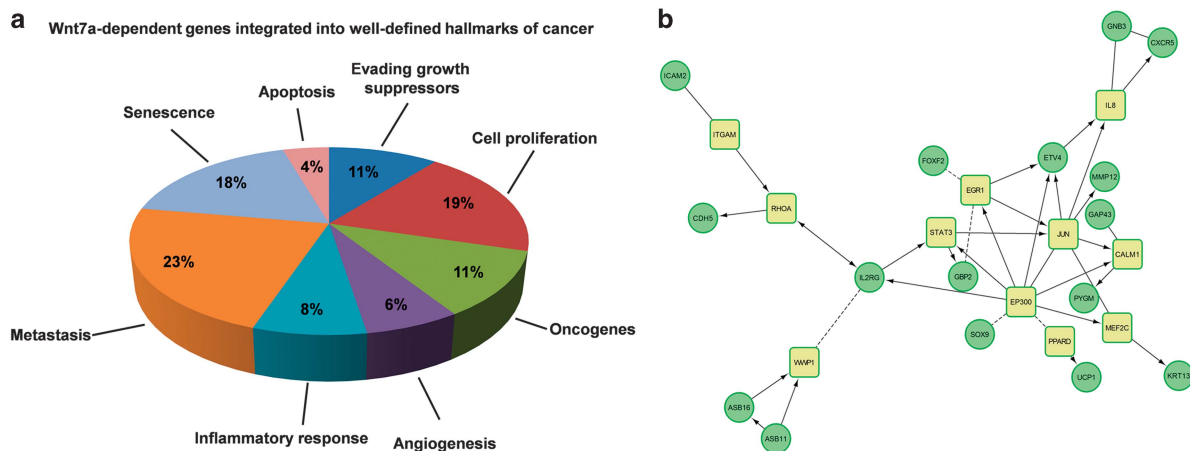 a
Wnt7a-dependent genes integrated into well-defined hallmarks of cancer
Evading growth
suppressors
Apoptosis
Senescence
Cell proliferation
4%
11%
18%
19%
23%
11%
8%
6%
Metastasis
Oncogenes
Inflammatory response
Angiogenesis
b
GNB3
CXCR5
ICAM2
IL8
ITGAM
FOXF2
ETV4
MMP12
EGR1
RHOA
GAP43
CDH5
STAT3
JUN
CALM1
IL2RG
GBP2
PYGM
EP300
SOX9
PPARD
MEF2C
WWP1
UCP1
KRT13
ASB16
ASB11